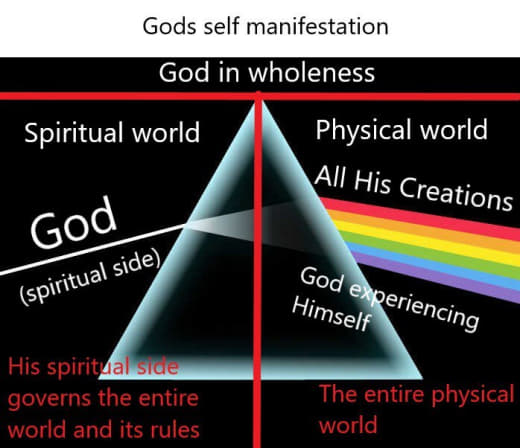 Gods self manifestation
God in wholeness
Spiritual world
Physical world
All His Creations
God
(spiritual side)
God experiencing
Himself
His spiritual side
governs the entire
world and its rules
The entire physical
world